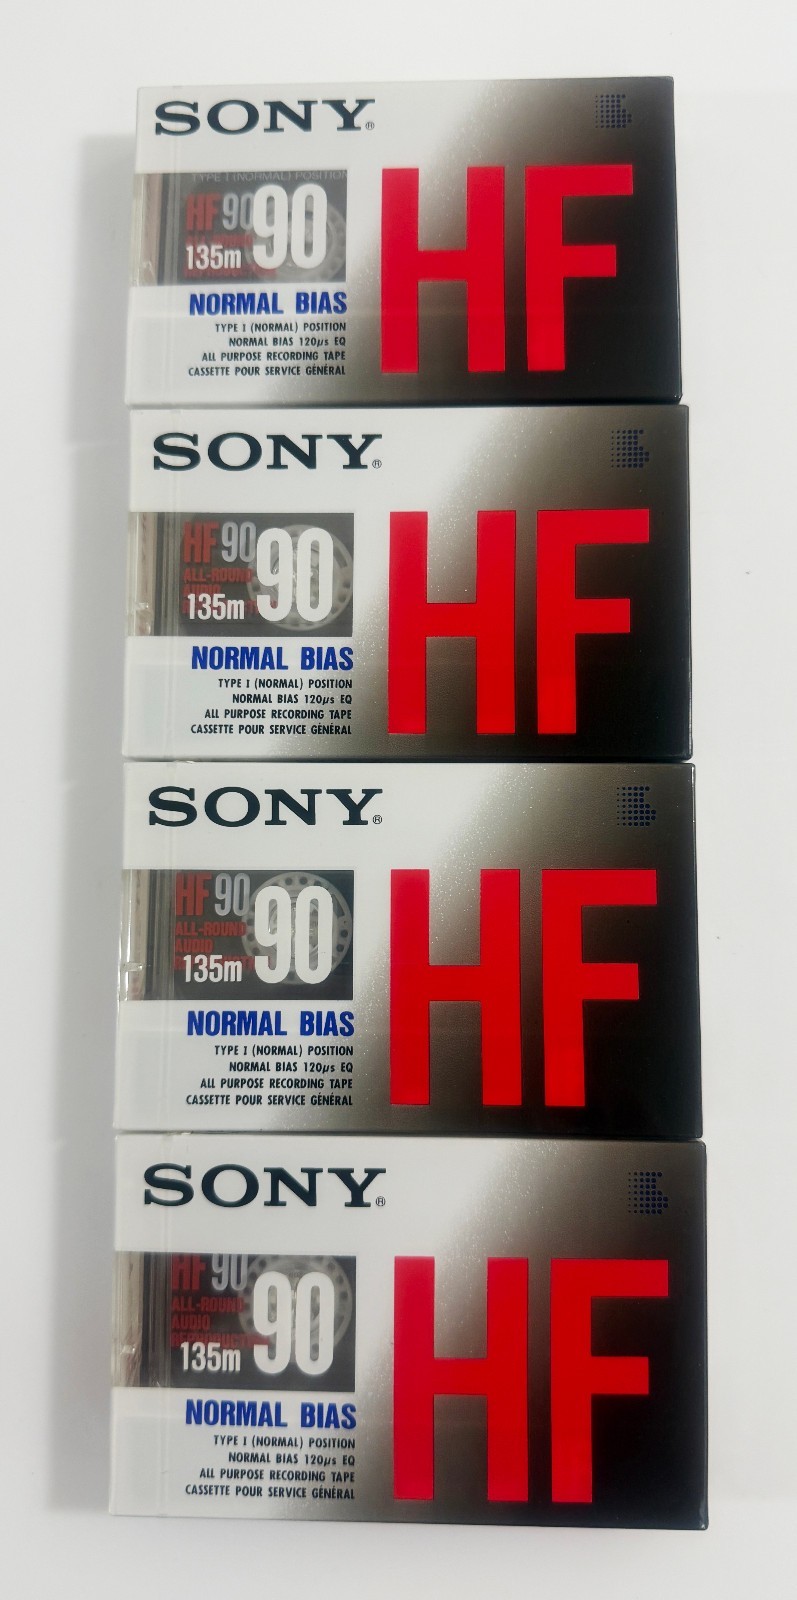 SONY®
TYPE I (NORMAL) POSITION
HF 90
90
135m
HF
NORMAL BIAS
TYPE I (NORMAL) POSITION
NORMAL BIAS 120µs EQ
ALL PURPOSE RECORDING TAPE
CASSETTE POUR SERVICE GÉNÉRAL
SONY®
HF 90
90
ALL-ROUND
AUDIO
135m
HF
NORMAL BIAS
TYPE I (NORMAL) POSITION
NORMAL BIAS 120µs EQ
ALL PURPOSE RECORDING TAPE
CASSETTE POUR SERVICE GÉNÉRAL
SONY®
HF 90
90
ALL-ROUND
AUDIO
135m
HF
NORMAL BIAS
TYPE I (NORMAL) POSITION
NORMAL BIAS 120µs EQ
ALL PURPOSE RECORDING TAPE
CASSETTE POUR SERVICE GÉNÉRAL
SONY®
HF 90
90
ALL-ROUND
AUDIO
REPRODUCTION
135m
HF
NORMAL BIAS
TYPE I (NORMAL) POSITION
NORMAL BIAS 120µs EQ
ALL PURPOSE RECORDING TAPE
CASSETTE POUR SERVICE GÉNÉRAL